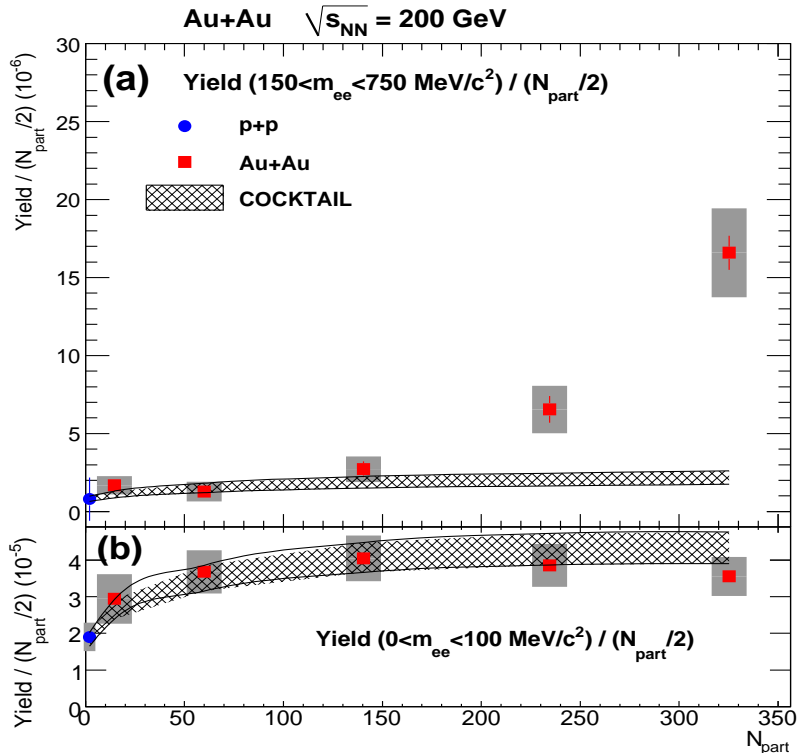 Au+Au √sNN = 200 GeV
(a) Yield (150<mee<750 MeV/c2) / (Npart/2)
p+p
Au+Au
COCKTAIL
Yield / (Npart/2) (10-6)
30
25
20
15
10
5
0
(b)
Yield (0<mee<100 MeV/c2) / (Npart/2)
Yield / (Npart/2) (10-5)
4
3
2
1
0
0 50 100 150 200 250 300 350
Npart